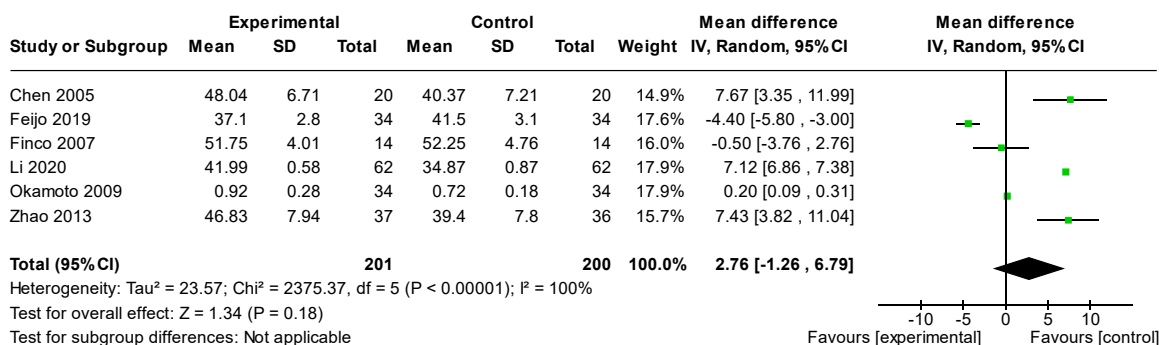 Experimental Control Mean difference Mean difference
Study or Subgroup Mean SD Total Mean SD Total Weight IV, Random, 95% CI IV, Random, 95% CI
Chen 2005 48.04 6.71 20 40.37 7.21 20 14.9% 7.67 [3.35 , 11.99]
Feijo 2019 37.1 2.8 34 41.5 3.1 34 17.6% -4.40 [-5.80 , -3.00]
Finco 2007 51.75 4.01 14 52.25 4.76 14 16.0% -0.50 [-3.76 , 2.76]
Li 2020 41.99 0.58 62 34.87 0.87 62 17.9% 7.12 [6.86 , 7.38]
Okamoto 2009 0.92 0.28 34 0.72 0.18 34 17.9% 0.20 [0.09 , 0.31]
Zhao 2013 46.83 7.94 37 39.4 7.8 36 15.7% 7.43 [3.82 , 11.04]
Total (95% CI) 201 200 100.0% 2.76 [-1.26 , 6.79]
Heterogeneity: Tau² = 23.57; Chi² = 2375.37, df = 5 (P < 0.00001); I² = 100%
Test for overall effect: Z = 1.34 (P = 0.18)
Test for subgroup differences: Not applicable
-10 -5 0 5 10
Favours [experimental] Favours [control]